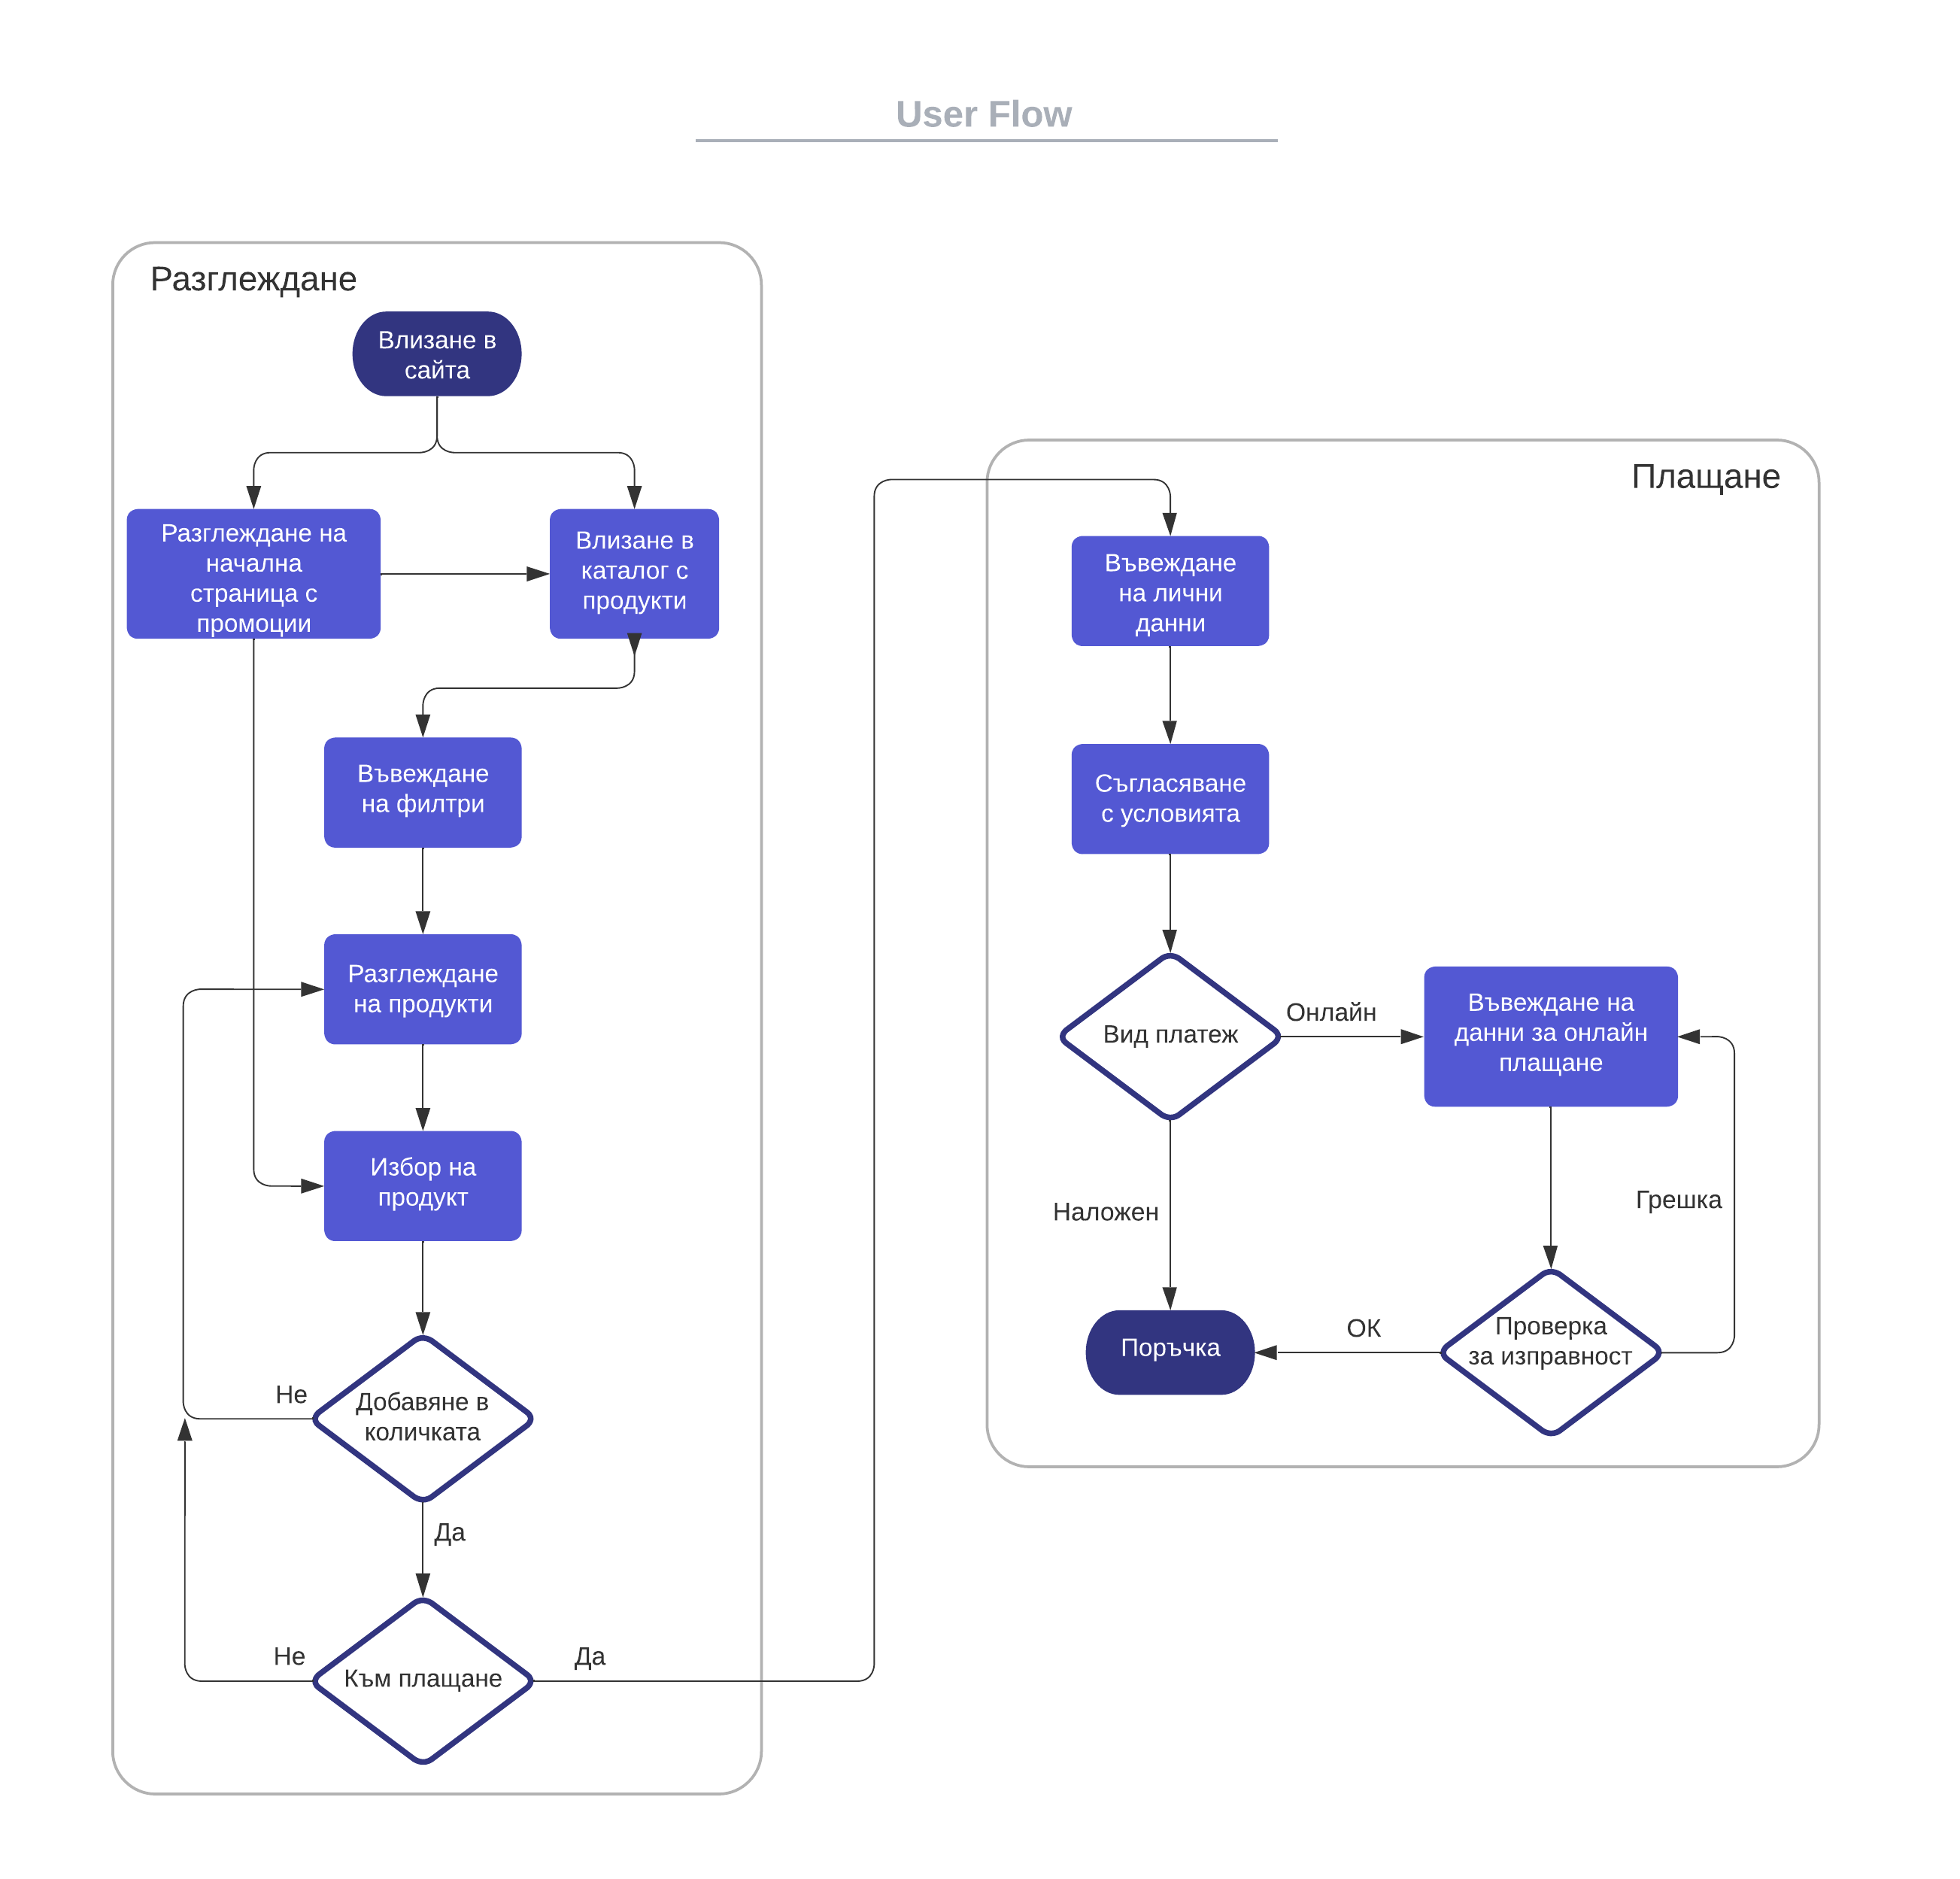 User Flow
Разглеждане
Влизане в
сайта
Разглеждане на
начална
страница с
промоции
Влизане в
каталог с
продукти
Въвеждане
на филтри
Разглеждане
на продукти
Избор на
продукт
Не
Добавяне в
количката
Да
Не
Към плащане
Да
Плащане
Въвеждане
на лични
данни
Съгласяване
с условията
Вид платеж
Онлайн
Въвеждане на
данни за онлайн
плащане
Наложен
Грешка
Поръчка
ОК
Проверка
за изправност